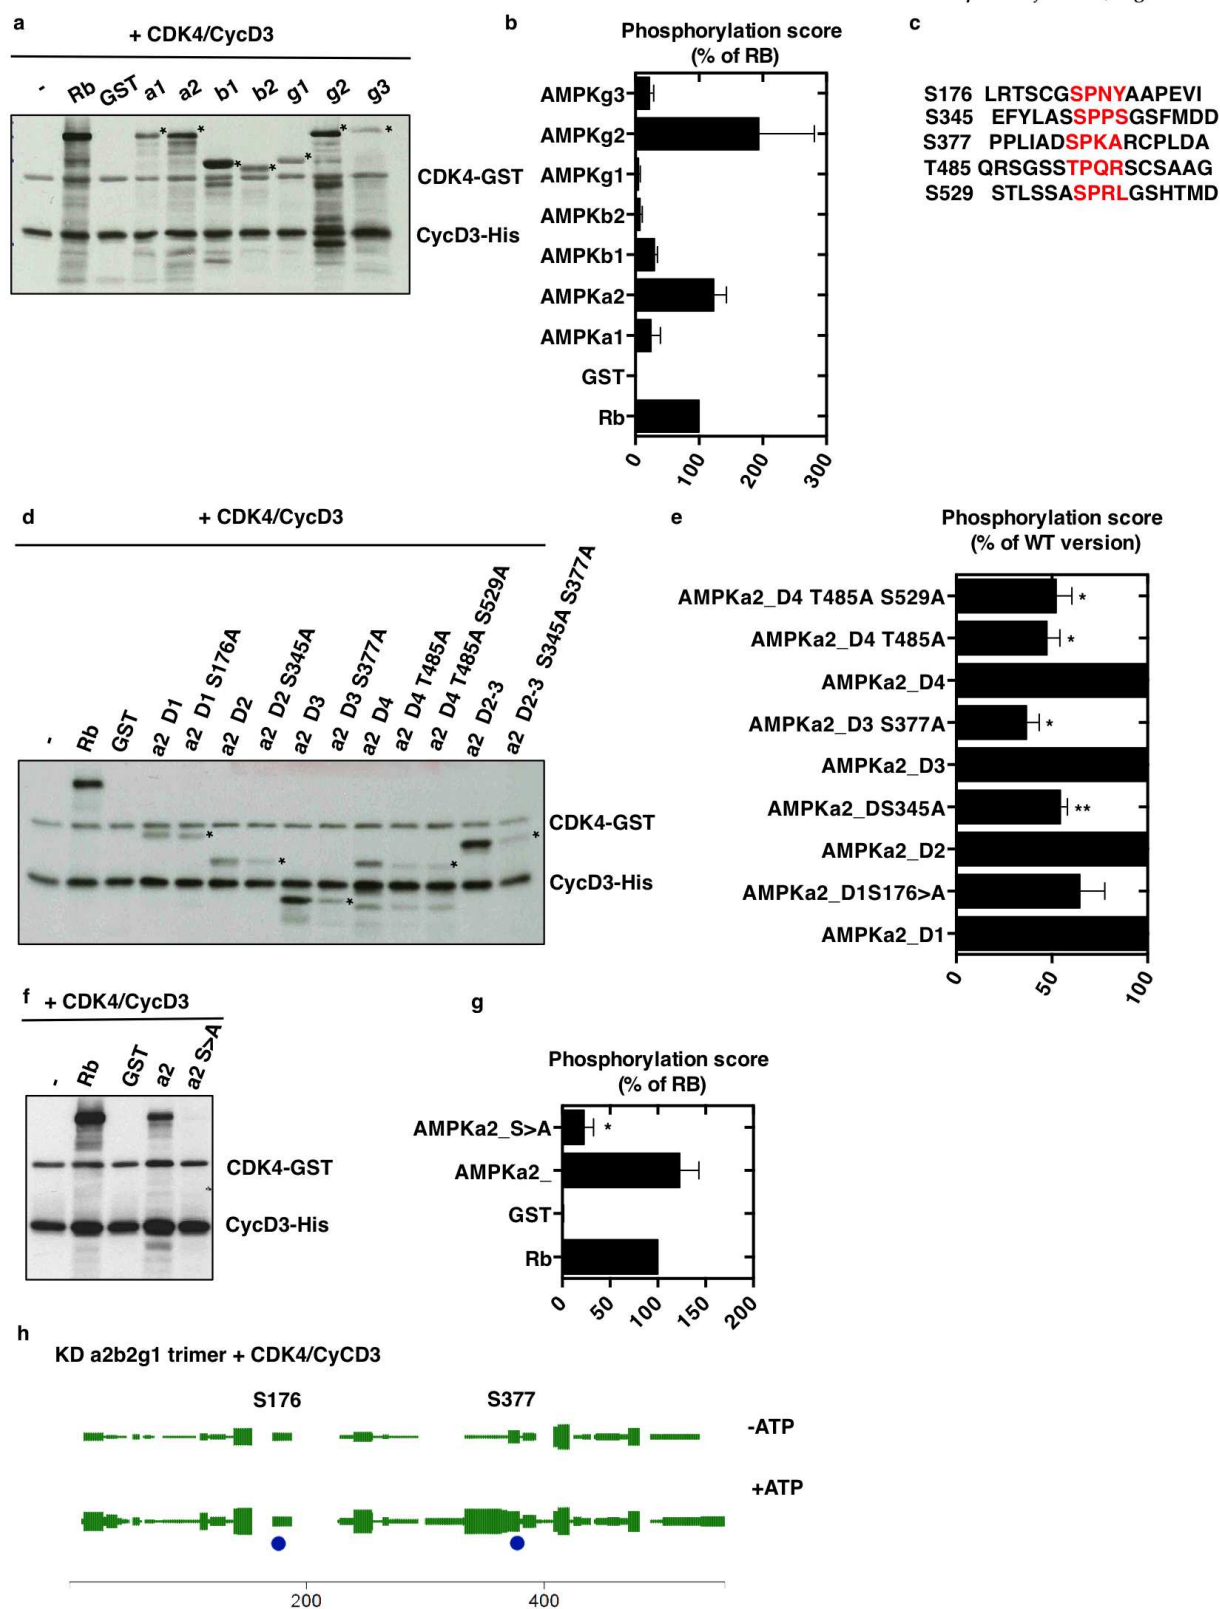 a
+ CDK4/CycD3
- Rb GST a1 a2 b1 b2 g1 g2 g3
* * * * * * *
CDK4-GST
CycD3-His
b
Phosphorylation score
(% of RB)
AMPKg3
AMPKg2
AMPKg1
AMPKb2
AMPKb1
AMPKa2
AMPKa1
GST
Rb
0 100 200 300
c
S176 LRTSCGSPNYAAPEVI
S345 EFYLASSPPSGSFMDD
S377 PPLIADSPKARCPLDA
T485 QRSGSSTPQRSCSAAG
S529 STLSSASPRLGSHTMD
d
+ CDK4/CycD3
-
Rb
GST
a2 D1
a2 D1 S176A
a2 D2
a2 D2 S345A
a2 D3
a2 D3 S377A
a2 D4
a2 D4 T485A
a2 D4 T485A S529A
a2 D2-3
a2 D2-3 S345A S377A
* * * * *
CDK4-GST
CycD3-His
e
Phosphorylation score
(% of WT version)
AMPKa2_D4 T485A S529A *
AMPKa2_D4 T485A *
AMPKa2_D4
AMPKa2_D3 S377A *
AMPKa2_D3
AMPKa2_DS345A **
AMPKa2_D2
AMPKa2_D1S176>A
AMPKa2_D1
0 50 100
f
+ CDK4/CycD3
- Rb GST a2 a2 S>A
CDK4-GST
CycD3-His
g
Phosphorylation score
(% of RB)
AMPKa2_S>A *
AMPKa2_
GST
Rb
0 50 100 150 200
h
KD a2b2g1 trimer + CDK4/CyCD3
S176 S377
-ATP
+ATP
200 400